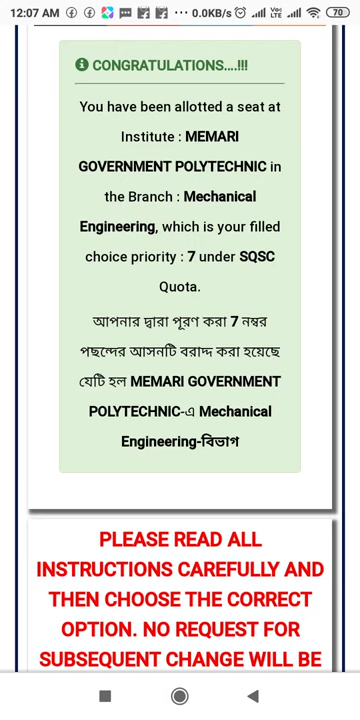 12:07 AM ... 0.0KB/s Vo) LTE 70
CONGRATULATIONS....!!!
You have been allotted a seat at
Institute : MEMARI
GOVERNMENT POLYTECHNIC in
the Branch : Mechanical
Engineering, which is your filled
choice priority : 7 under SQSC
Quota.
আপনার দ্বারা পূরণ করা 7 নম্বর
পছন্দের আসনটি বরাদ্দ করা হয়েছে
যেটি হল MEMARI GOVERNMENT
POLYTECHNIC-এ Mechanical
Engineering-বিভাগ
PLEASE READ ALL
INSTRUCTIONS CAREFULLY AND
THEN CHOOSE THE CORRECT
OPTION. NO REQUEST FOR
SUBSEQUENT CHANGE WILL BE